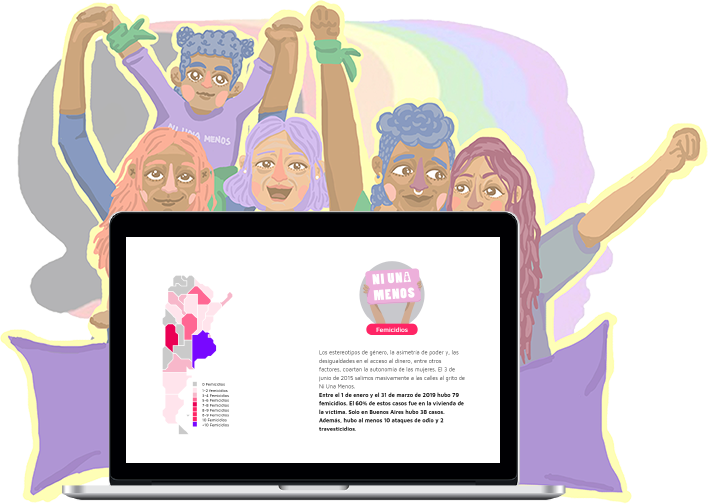 NI UNA MENOS
NI UNA
MENOS
Femicidios
Los estereotipos de género, la asimetría de poder y, las
desigualdades en el acceso al dinero, entre otros
factores, coartan la autonomía de las mujeres. El 3 de
junio de 2015 salimos masivamente a las calles al grito de
Ni Una Menos.
Entre el 1 de enero y el 31 de marzo de 2019 hubo 79
femicidios. El 60% de estos casos fue en la vivienda de
la víctima. Solo en Buenos Aires hubo 38 casos.
Además, hubo al menos 10 ataques de odio y 2
travesticidios.
0 Femicidios
1-2 Femicidios
3-4 Femicidios
5-6 Femicidios
7-8 Femicidios
8-9 Femicidios
8-9 Femicidios
10 Femicidios
+10 Femicidios